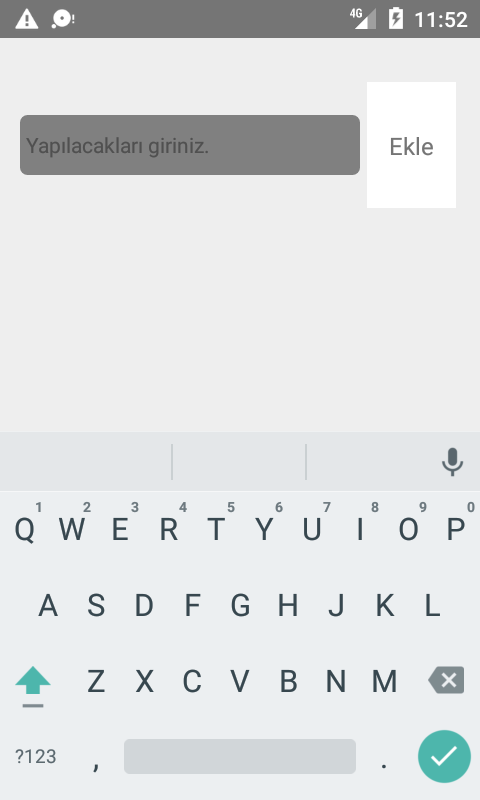 4G 11:52
Yapılacakları giriniz.
Ekle
1 2 3 4 5 6 7 8 9 0
Q W E R T Y U I O P
A S D F G H J K L
Z X C V B N M
?123 , .